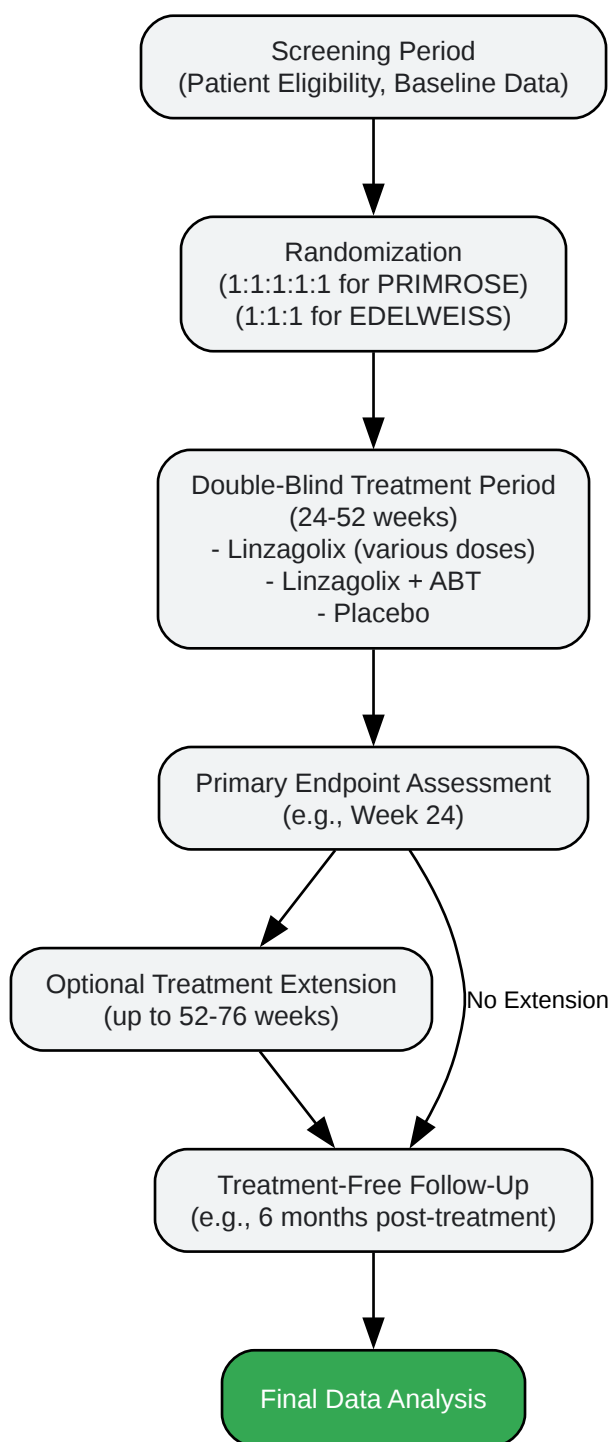 Screening Period
(Patient Eligibility, Baseline Data)
Randomization
(1:1:1:1:1 for PRIMROSE)
(1:1:1 for EDELWEISS)
Double-Blind Treatment Period
(24-52 weeks)
- Linzagolix (various doses)
- Linzagolix + ABT
- Placebo
Primary Endpoint Assessment
(e.g., Week 24)
Optional Treatment Extension
(up to 52-76 weeks)
No Extension
Treatment-Free Follow-Up
(e.g., 6 months post-treatment)
Final Data Analysis